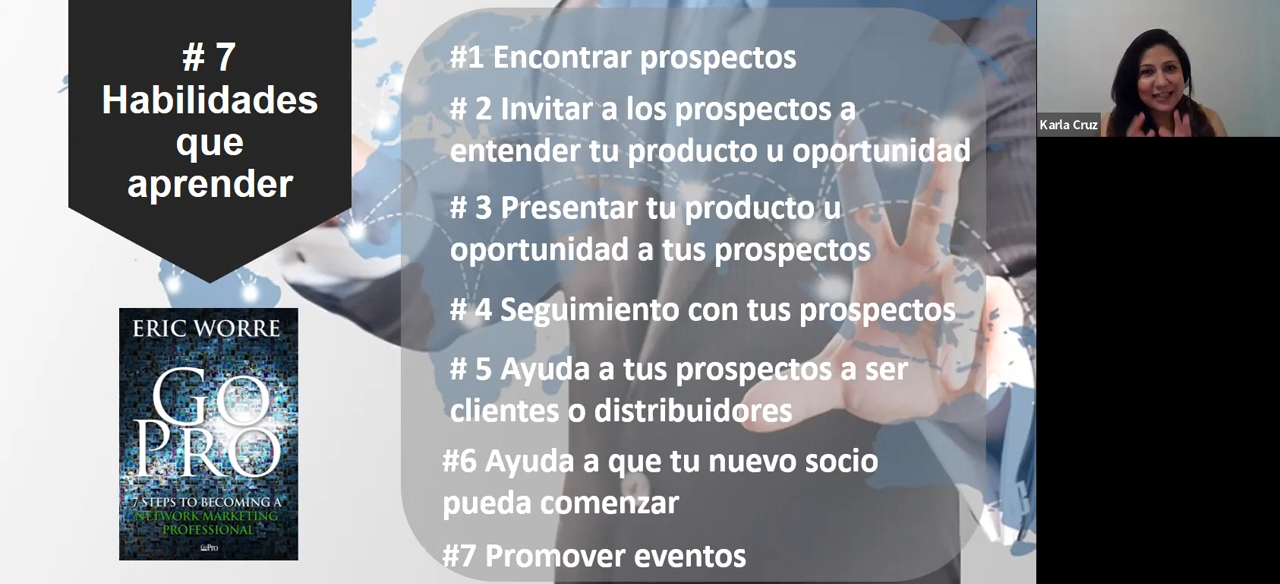 # 7
Habilidades
que
aprender
#1 Encontrar prospectos
# 2 Invitar a los prospectos a
entender tu producto u oportunidad
# 3 Presentar tu producto u
oportunidad a tus prospectos
# 4 Seguimiento con tus prospectos
# 5 Ayuda a tus prospectos a ser
clientes o distribuidores
#6 Ayuda a que tu nuevo socio
pueda comenzar
#7 Promover eventos
ERIC WORRE
GO
PRO
7 STEPS TO BECOMING A
NETWORK MARKETING
PROFESSIONAL
GoPro
Karla Cruz